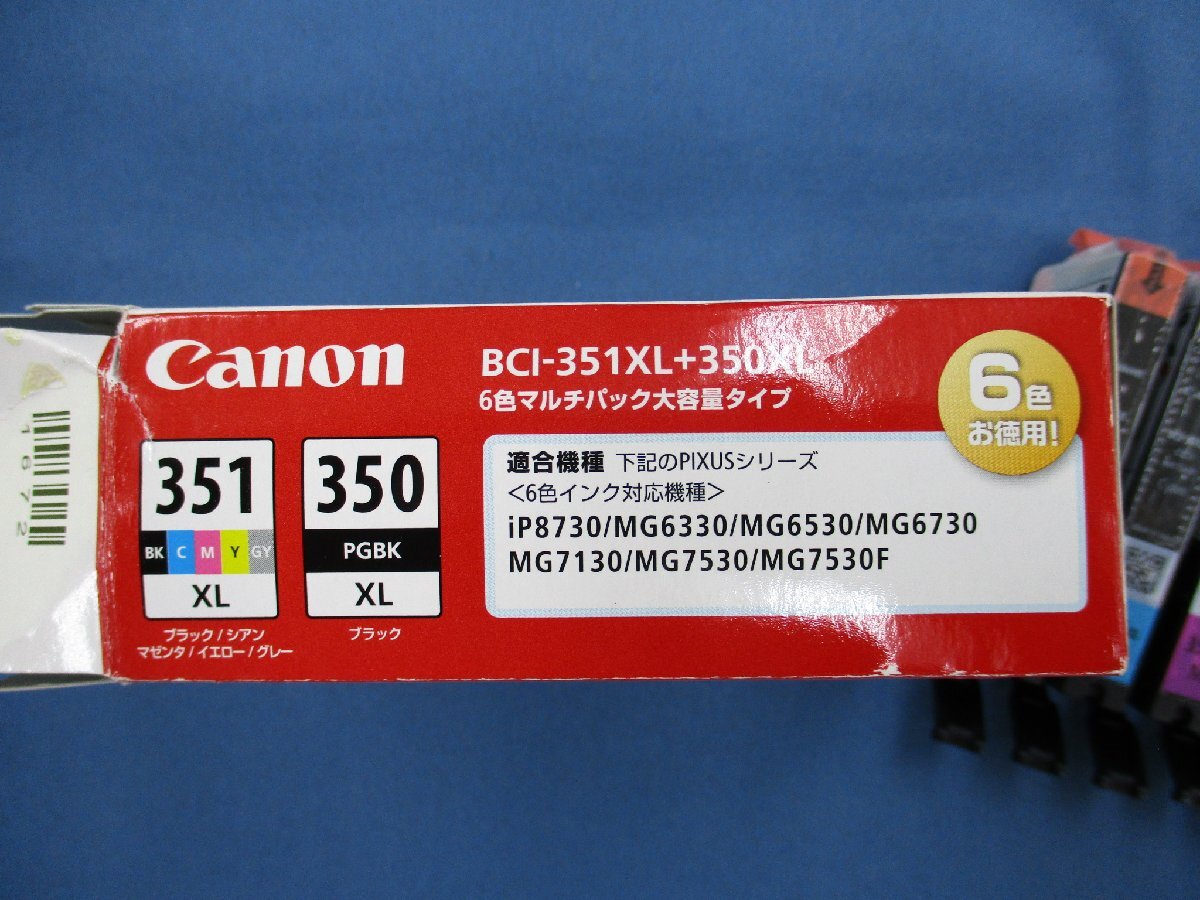 Canon
BCI-351XL+350XL
6色マルチパック大容量タイプ
6色
お徳用!
351
BK C M Y GY
XL
ブラック/シアン
マゼンタ/イエロー/グレー
350
PGBK
XL
ブラック
適合機種 下記のPIXUSシリーズ
<6色インク対応機種>
iP8730/MG6330/MG6530/MG6730
MG7130/MG7530/MG7530F
1672